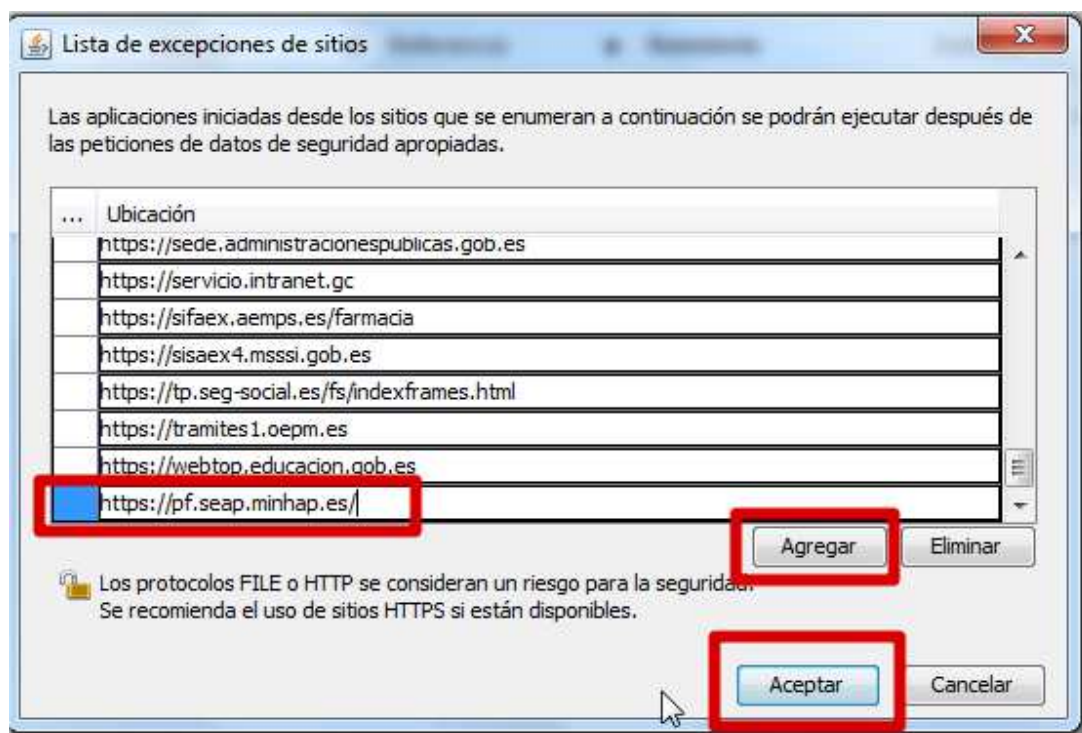 Lista de excepciones de sitios
Las aplicaciones iniciadas desde los sitios que se enumeran a continuación se podrán ejecutar después de
las peticiones de datos de seguridad apropiadas.
... Ubicación
https://sede.administracionespublicas.gob.es
https://servicio.intranet.gc
https://sifaex.aemps.es/farmacia
https://sisaex4.msssi.gob.es
https://tp.seg-social.es/fs/indexframes.html
https://tramites1.oepm.es
https://webtop.educacion.gob.es
https://pf.seap.minhap.es/
Agregar Eliminar
Los protocolos FILE o HTTP se consideran un riesgo para la seguridad.
Se recomienda el uso de sitios HTTPS si están disponibles.
Aceptar Cancelar